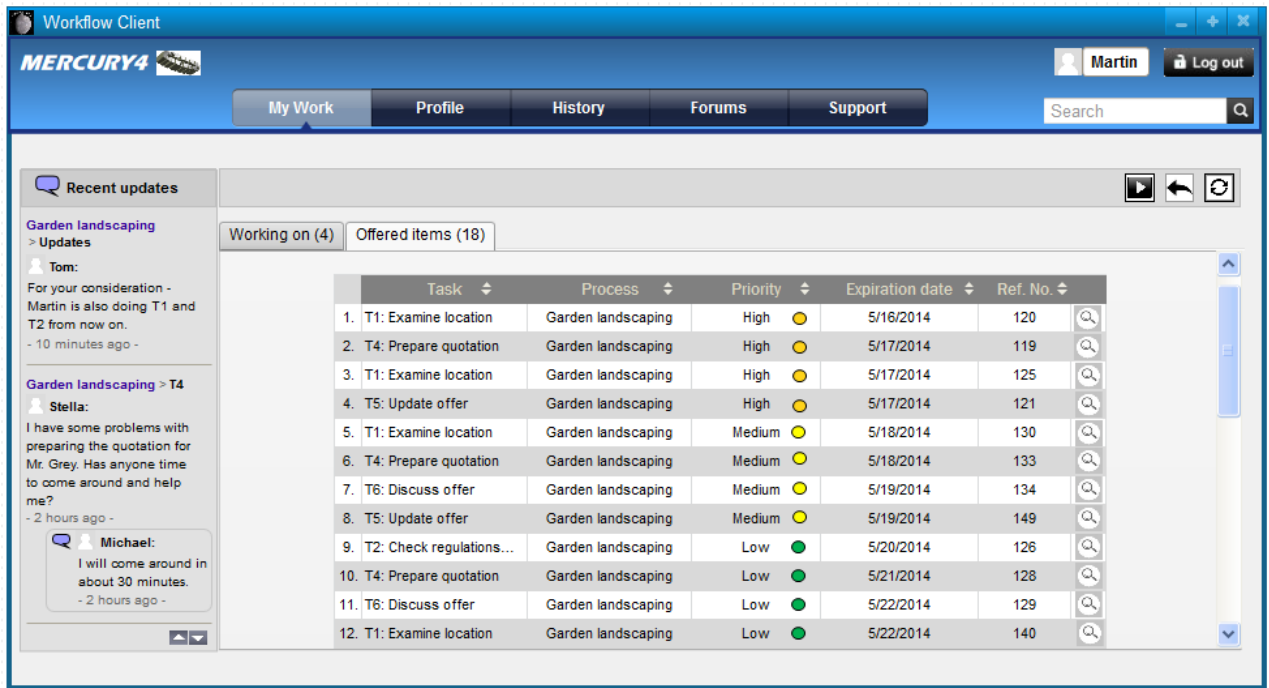 Workflow Client
MERCURY4
Martin
Log out
My Work Profile History Forums Support
Search
Recent updates
Garden landscaping
> Updates
Tom:
For your consideration -
Martin is also doing T1 and
T2 from now on.
- 10 minutes ago -
Garden landscaping > T4
Stella:
I have some problems with
preparing the quotation for
Mr. Grey. Has anyone time
to come around and help
me?
- 2 hours ago -
Michael:
I will come around in
about 30 minutes.
- 2 hours ago -
Working on (4) Offered items (18)
Task Process Priority Expiration date Ref. No.
1. T1: Examine location Garden landscaping High 5/16/2014 120
2. T4: Prepare quotation Garden landscaping High 5/17/2014 119
3. T1: Examine location Garden landscaping High 5/17/2014 125
4. T5: Update offer Garden landscaping High 5/17/2014 121
5. T1: Examine location Garden landscaping Medium 5/18/2014 130
6. T4: Prepare quotation Garden landscaping Medium 5/18/2014 133
7. T6: Discuss offer Garden landscaping Medium 5/19/2014 134
8. T5: Update offer Garden landscaping Medium 5/19/2014 149
9. T2: Check regulations... Garden landscaping Low 5/20/2014 126
10. T4: Prepare quotation Garden landscaping Low 5/21/2014 128
11. T6: Discuss offer Garden landscaping Low 5/22/2014 129
12. T1: Examine location Garden landscaping Low 5/22/2014 140